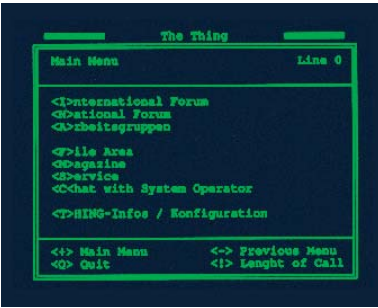 The Thing
Main Menu Line 0
<I>nternational Forum
<N>ational Forum
<A>rbeitsgruppen
<F>ile Area
<M>agazine
<S>ervice
<C>hat with System Operator
<T>HING-Infos / Konfiguration
<+> Main Menu <-> Previous Menu
<Q> Quit <!> Lenght of Call